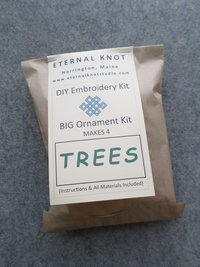 ETERNAL KNOT
Harrington, Maine
www.eternalknotstudio.com
DIY Embroidery Kit
BIG Ornament Kit
MAKES 4
TREES
(Instructions & All Materials Included)